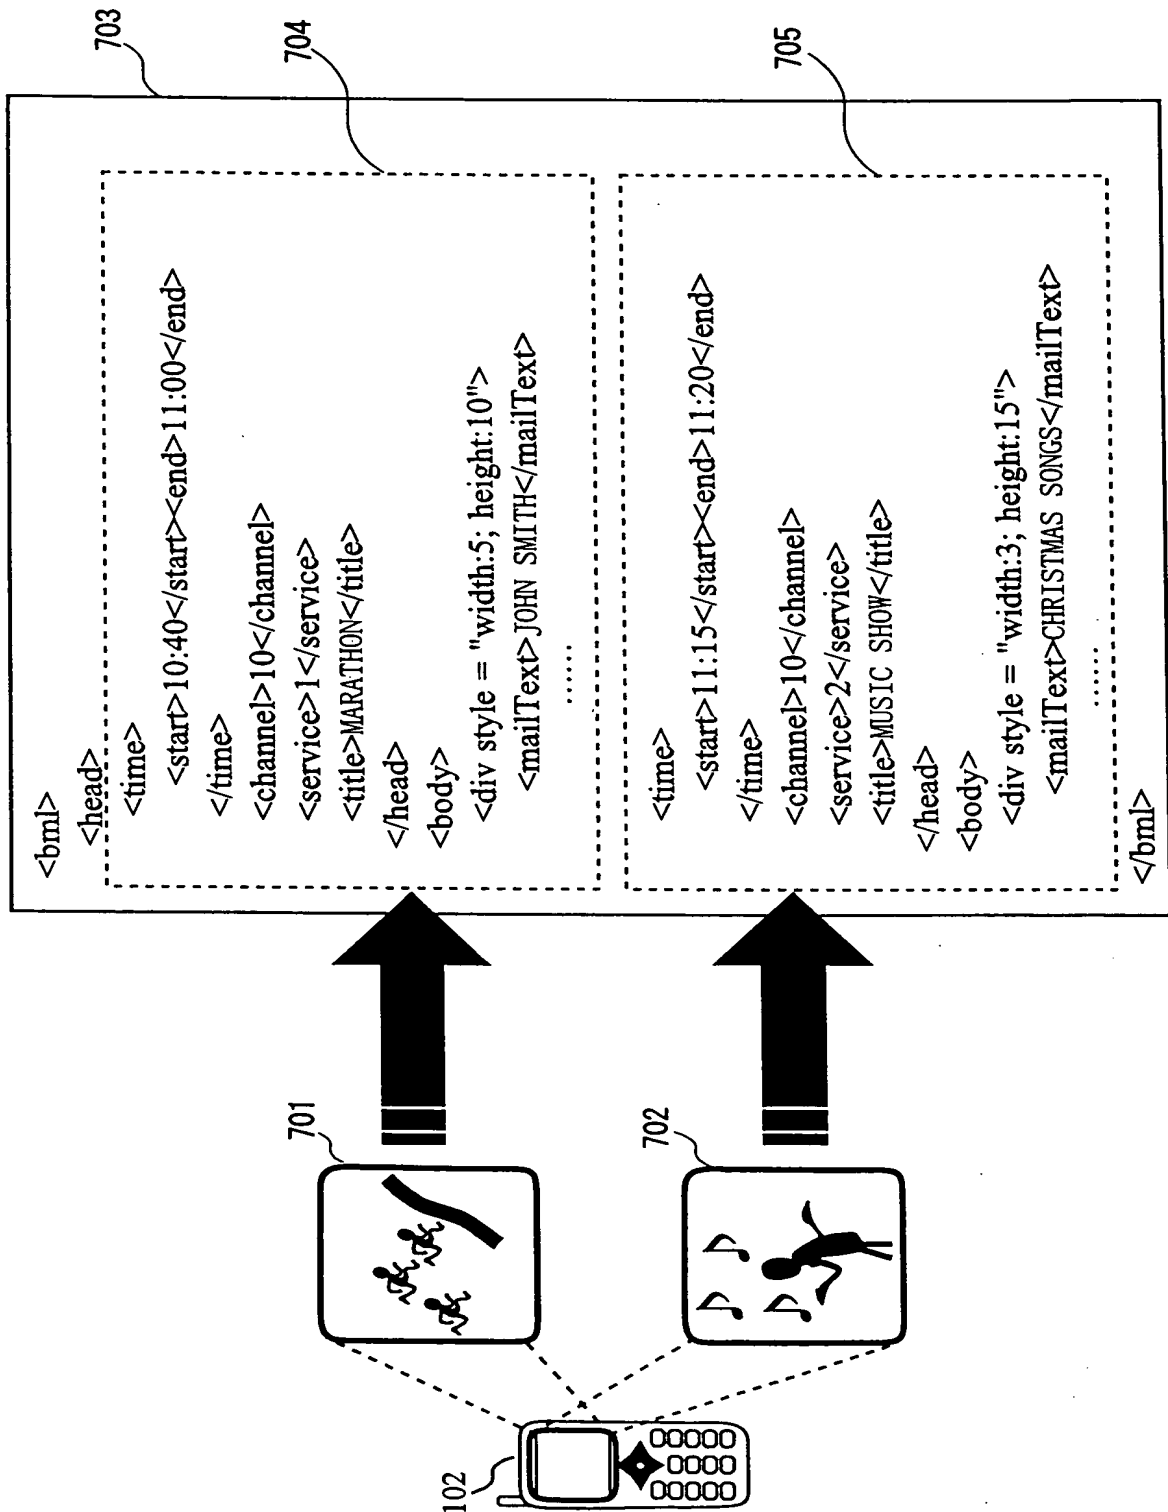 703
704
705
<bml>
<head>
<time>
<start>10:40</start><end>11:00</end>
</time>
<channel>10</channel>
<service>1</service>
<title>MARATHON</title>
</head>
<body>
<div style = "width:5; height:10">
<mailText>JOHN SMITH</mailText>
......
<time>
<start>11:15</start><end>11:20</end>
</time>
<channel>10</channel>
<service>2</service>
<title>MUSIC SHOW</title>
</head>
<body>
<div style = "width:3; height:15">
<mailText>CHRISTMAS SONGS</mailText>
......
</bml>
701
702
102